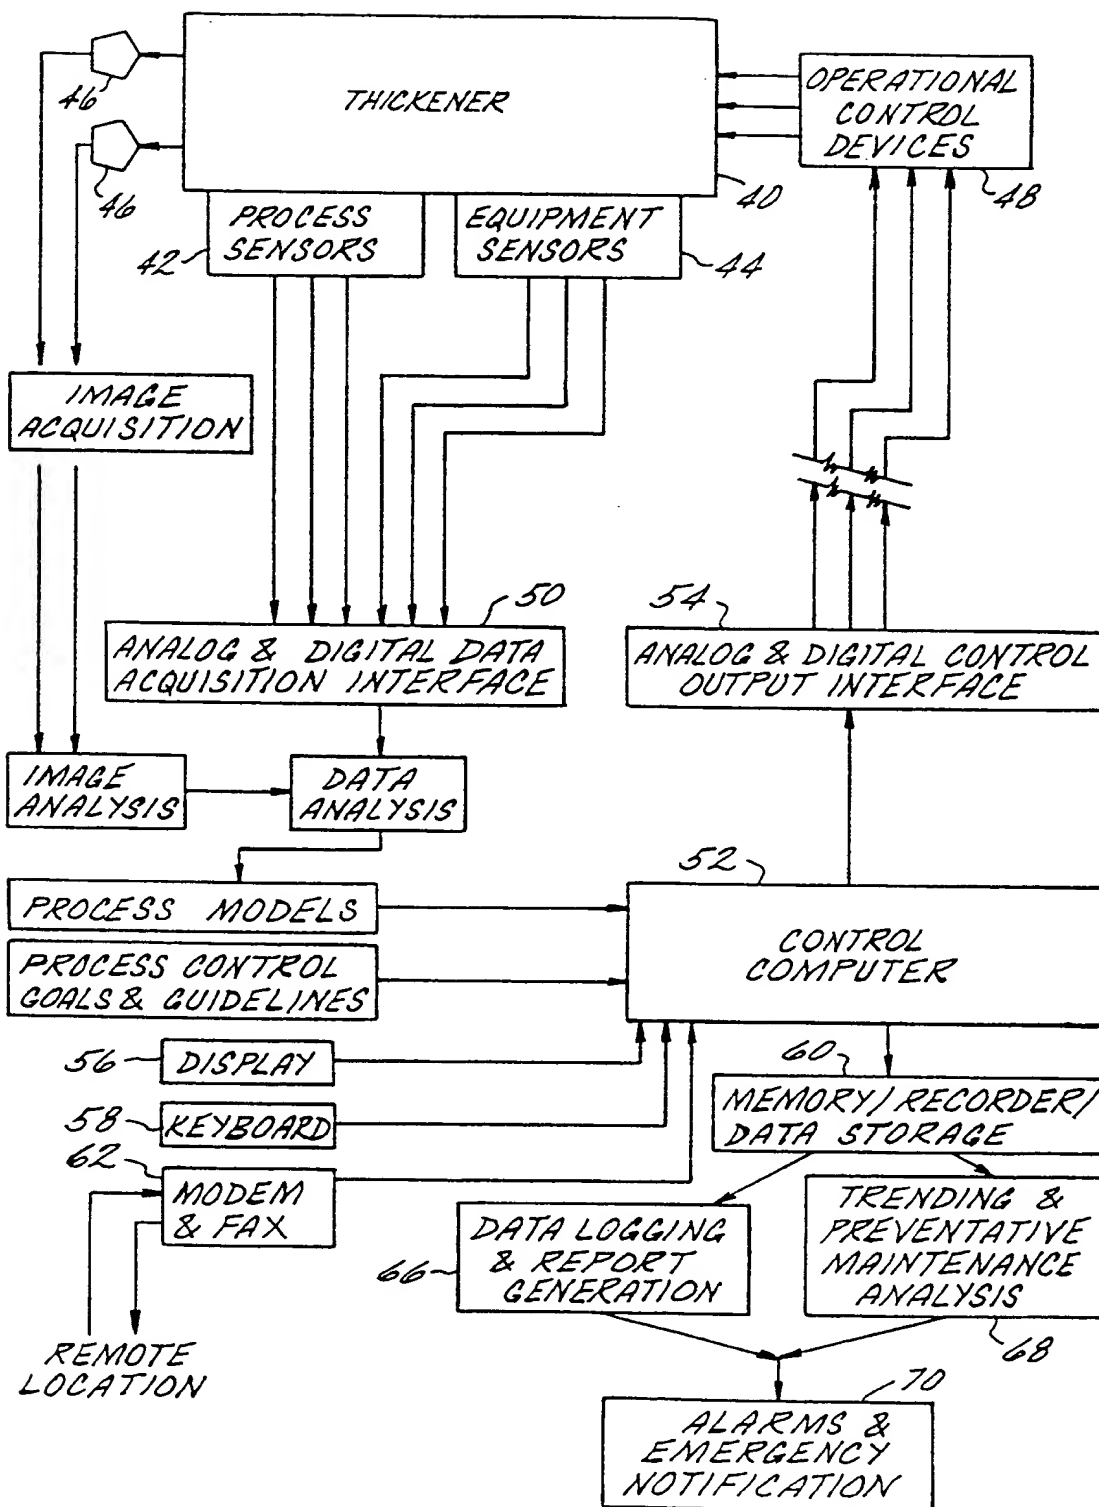 THICKENER
OPERATIONAL
CONTROL
DEVICES
46
46
40
48
PROCESS
SENSORS
42
EQUIPMENT
SENSORS
44
IMAGE
ACQUISITION
50
ANALOG & DIGITAL DATA
ACQUISITION INTERFACE
54
ANALOG & DIGITAL CONTROL
OUTPUT INTERFACE
IMAGE
ANALYSIS
DATA
ANALYSIS
52
PROCESS MODELS
CONTROL
COMPUTER
PROCESS CONTROL
GOALS & GUIDELINES
56
DISPLAY
58
KEYBOARD
62
MODEM
& FAX
REMOTE
LOCATION
60
MEMORY/RECORDER/
DATA STORAGE
DATA LOGGING
& REPORT
GENERATION
66
TRENDING &
PREVENTATIVE
MAINTENANCE
ANALYSIS
68
70
ALARMS &
EMERGENCY
NOTIFICATION